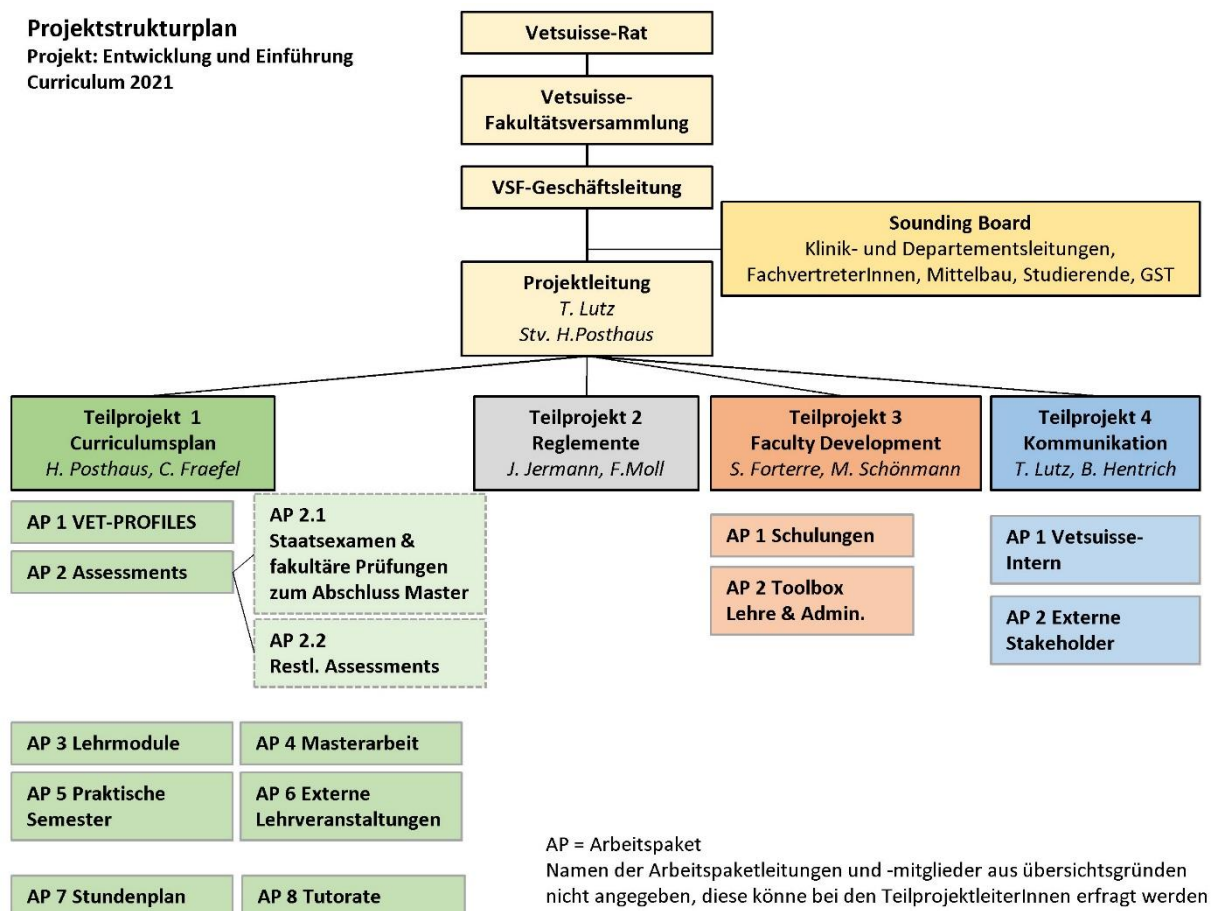 Projektstrukturplan
Projekt: Entwicklung und Einführung
Curriculum 2021
Vetsuisse-Rat
Vetsuisse-
Fakultätsversammlung
VSF-Geschäftsleitung
Sounding Board
Klinik- und Departementsleitungen,
FachvertreterInnen, Mittelbau, Studierende, GST
Projektleitung
T. Lutz
Stv. H.Posthaus
Teilprojekt 1
Curriculumsplan
H. Posthaus, C. Fraefel
Teilprojekt 2
Reglemente
J. Jermann, F.Moll
Teilprojekt 3
Faculty Development
S. Forterre, M. Schönmann
Teilprojekt 4
Kommunikation
T. Lutz, B. Hentrich
AP 1 VET-PROFILES
AP 2 Assessments
AP 2.1
Staatsexamen &
fakultäre Prüfungen
zum Abschluss Master
AP 2.2
Restl. Assessments
AP 3 Lehrmodule
AP 4 Masterarbeit
AP 5 Praktische
Semester
AP 6 Externe
Lehrveranstaltungen
AP 7 Stundenplan
AP 8 Tutorate
AP 1 Schulungen
AP 2 Toolbox
Lehre & Admin.
AP 1 Vetsuisse-
Intern
AP 2 Externe
Stakeholder
AP = Arbeitspaket
Namen der Arbeitspaketleitungen und -mitglieder aus übersichtsgründen
nicht angegeben, diese könne bei den TeilprojektleiterInnen erfragt werden